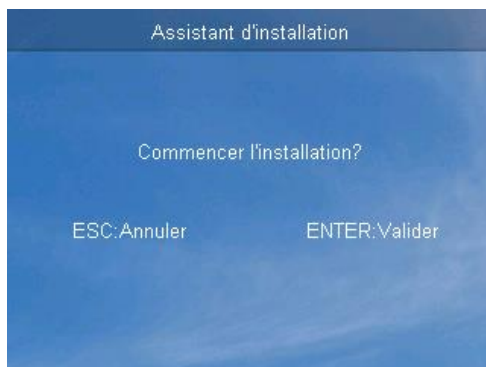 Assistant d'installation
Commencer l'installation?
ESC:Annuler ENTER:Valider